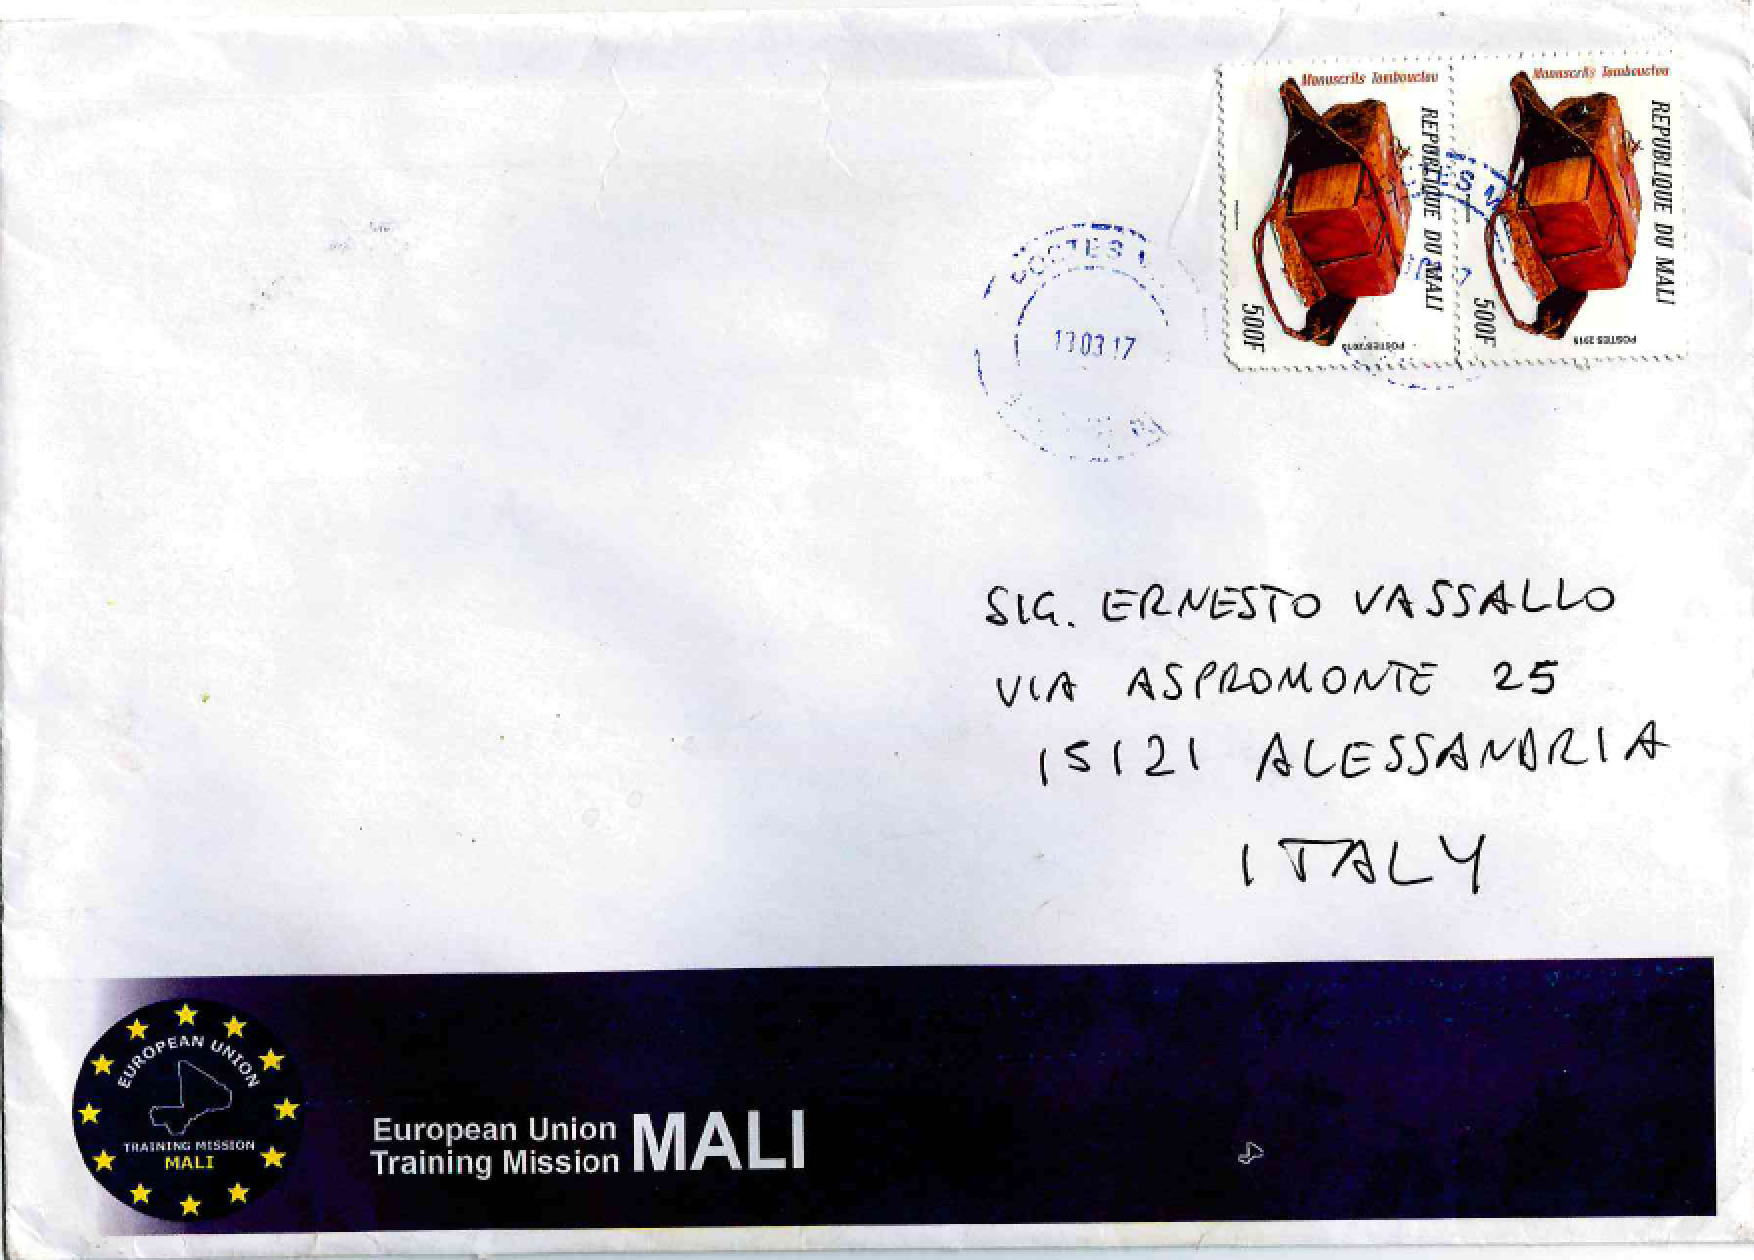 Manuscrits Tombouctou
REPUBLIQUE DU MALI
500F
POSTES 2015
Manuscrits Tombouctou
REPUBLIQUE DU MALI
500F
POSTES 2015
POSTES
13 03 17
SIG. ERNESTO VASSALLO
VIA ASPROMONTE 25
15121 ALESSANDRIA
ITALY
EUROPEAN UNION
TRAINING MISSION
MALI
European Union
Training Mission MALI